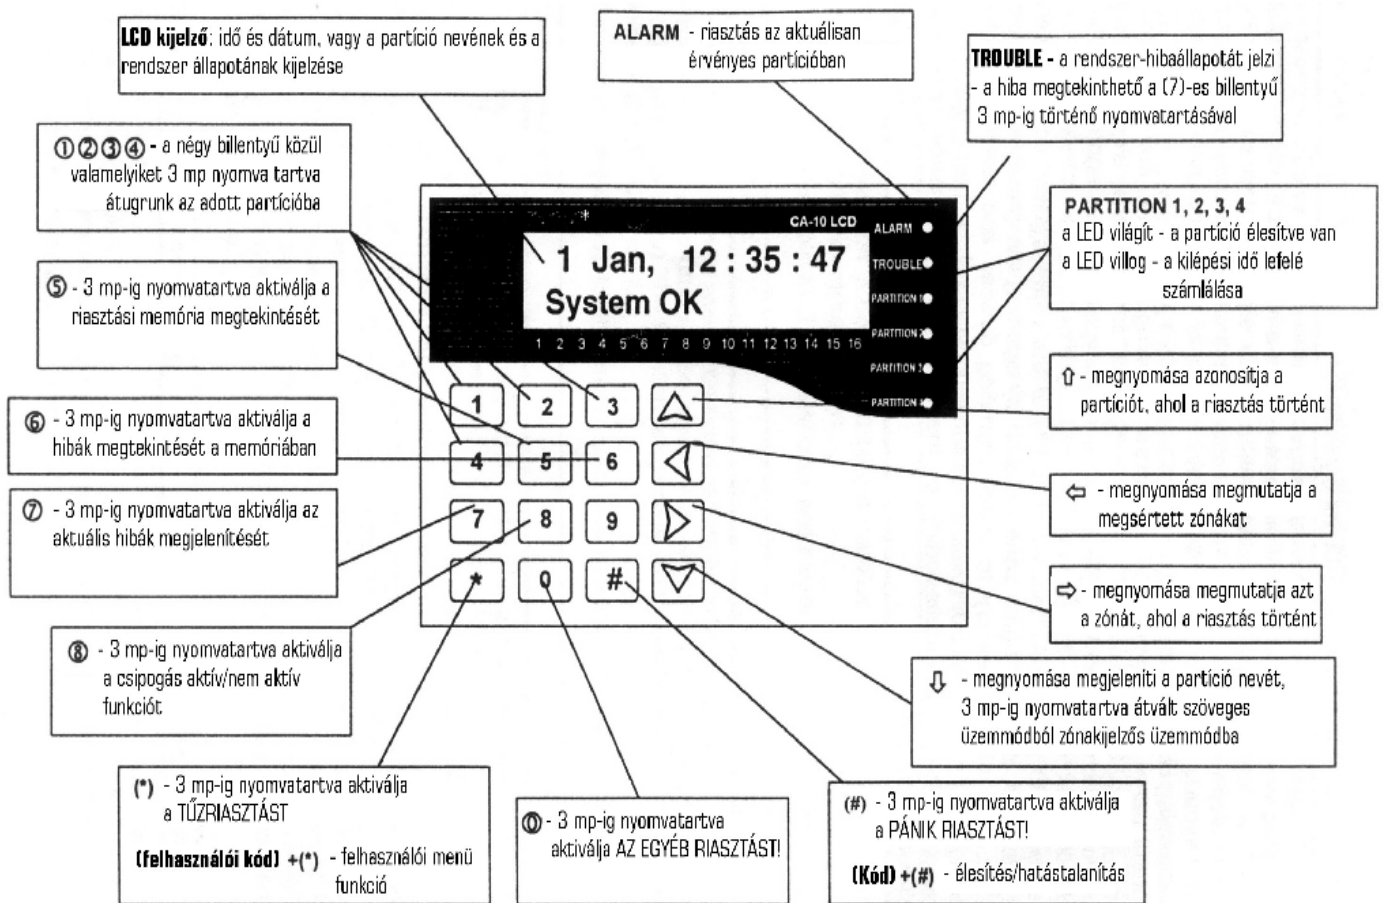 LCD kijelző: idő és dátum, vagy a partíció nevének és a
rendszer állapotának kijelzése
ALARM - riasztás az aktuálisan
érvényes partícióban
TROUBLE - a rendszer-hibaállapotát jelzi
- a hiba megtekinthető a (7)-es billentyű
3 mp-ig történő nyomvatartásával
①②③④ - a négy billentyű közül
valamelyiket 3 mp nyomva tartva
átugrunk az adott partícióba
⑤ - 3 mp-ig nyomvatartva aktiválja a
riasztási memória megtekintését
⑥ - 3 mp-ig nyomvatartva aktiválja a
hibák megtekintését a memóriában
⑦ - 3 mp-ig nyomvatartva aktiválja az
aktuális hibák megjelenítését
⑧ - 3 mp-ig nyomvatartva aktiválja
a csipogás aktív/nem aktív
funkciót
CA-10 LCD
1 Jan, 12 : 35 : 47
System OK
1 2 3 4 5 6 7 8 9 10 11 12 13 14 15 16
ALARM
TROUBLE
PARTITION 1
PARTITION 2
PARTITION 3
PARTITION 4
1 2 3
4 5 6
7 8 9
* 0 #
PARTITION 1, 2, 3, 4
a LED világít - a partíció élesítve van
a LED villog - a kilépési idő lefelé
számlálása
⇧ - megnyomása azonosítja a
partíciót, ahol a riasztás történt
⇦ - megnyomása megmutatja a
megsértett zónákat
⇨ - megnyomása megmutatja azt
a zónát, ahol a riasztás történt
⇩ - megnyomása megjeleníti a partíció nevét,
3 mp-ig nyomvatartva átvált szöveges
üzemmódból zónakijelzős üzemmódba
(*) - 3 mp-ig nyomvatartva aktiválja
a TŰZRIASZTÁST
(felhasználói kód) +(*) - felhasználói menü
funkció
⓪ - 3 mp-ig nyomvatartva
aktiválja AZ EGYÉB RIASZTÁST!
(#) - 3 mp-ig nyomvatartva aktiválja
a PÁNIK RIASZTÁST!
(Kód) +(#) - élesítés/hatástalanítás